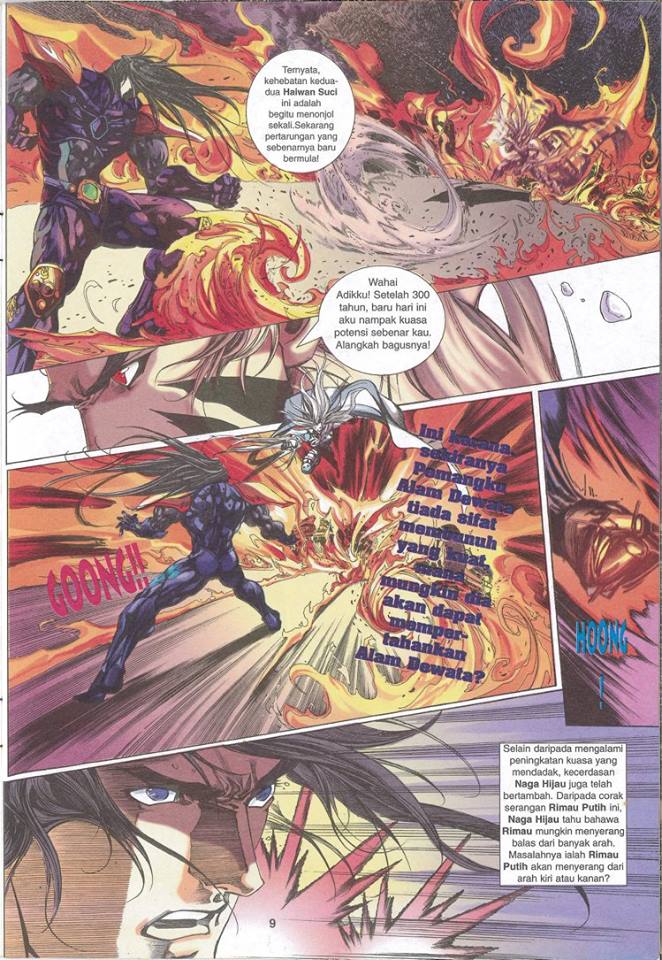 Ternyata,
kehebatan kedua-
dua Haiwan Suci
ini adalah
begitu menonjol
sekali.Sekarang
pertarungan yang
sebenarnya baru
bermula!
Wahai
Adikku! Setelah 300
tahun, baru hari ini
aku nampak kuasa
potensi sebenar kau.
Alangkah bagusnya!
Ini karana,
sekiranya
Pemangku
Alam Dewata
tiada sifat
membunuh
yang kuat,
mana
mungkin dia
akan dapat
memper-
tahankan
Alam Dewata?
GOONG!!
HOONG
!
Selain daripada mengalami
peningkatan kuasa yang
mendadak, kecerdasan
Naga Hijau juga telah
bertambah. Daripada corak
serangan Rimau Putih ini,
Naga Hijau tahu bahawa
Rimau mungkin menyerang
balas dari banyak arah.
Masalahnya ialah Rimau
Putih akan menyerang dari
arah kiri atau kanan?
9